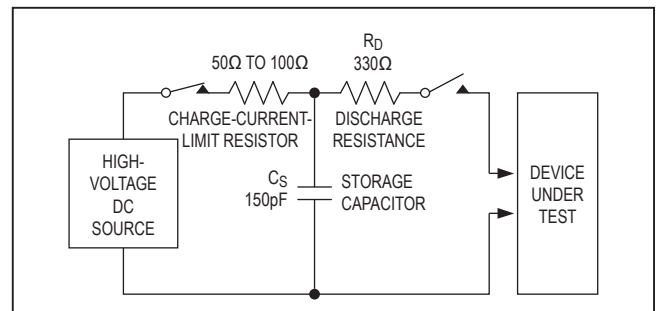 50Ω TO 100Ω
CHARGE-CURRENT-
LIMIT RESISTOR
RD
330Ω
DISCHARGE
RESISTANCE
HIGH-
VOLTAGE
DC
SOURCE
CS
150pF
STORAGE
CAPACITOR
DEVICE
UNDER
TEST